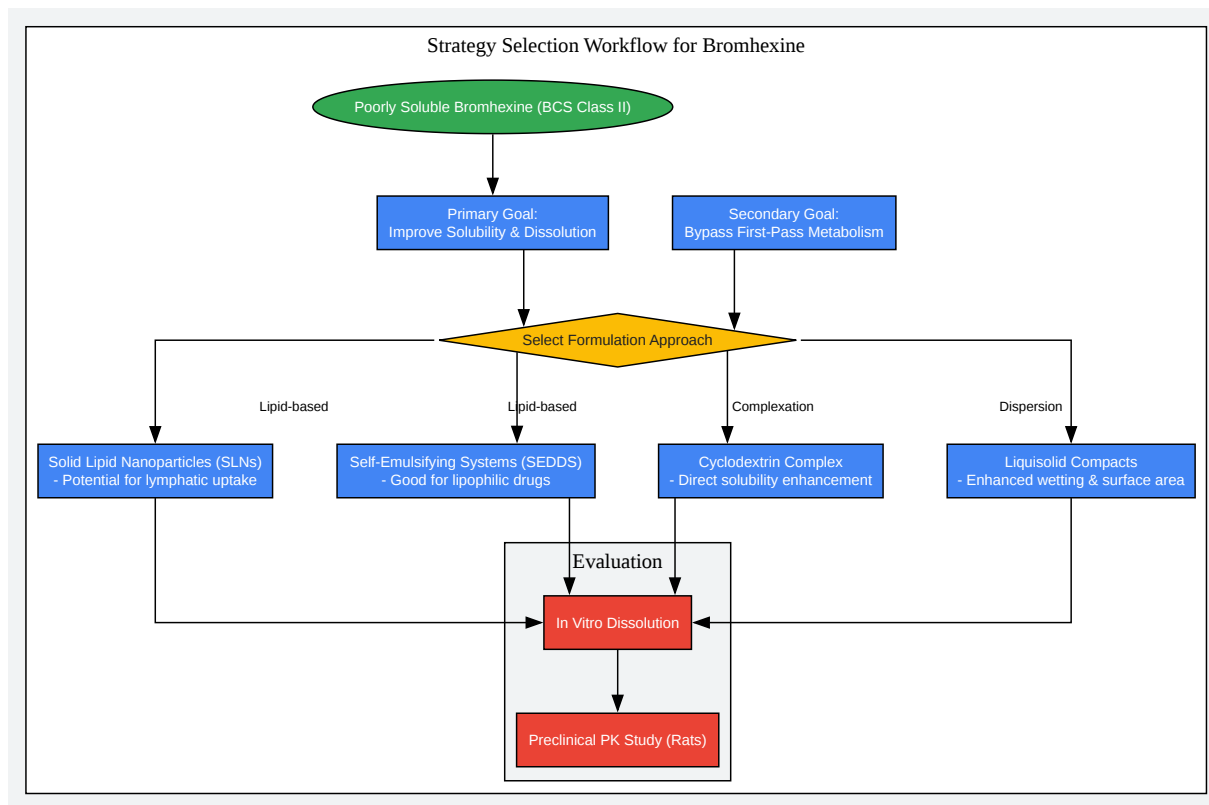 Strategy Selection Workflow for Bromhexine
Poorly Soluble Bromhexine (BCS Class II)
Primary Goal:
Improve Solubility & Dissolution
Secondary Goal:
Bypass First-Pass Metabolism
Select Formulation Approach
Lipid-based
Lipid-based
Complexation
Dispersion
Solid Lipid Nanoparticles (SLNs)
- Potential for lymphatic uptake
Self-Emulsifying Systems (SEDDS)
- Good for lipophilic drugs
Cyclodextrin Complex
- Direct solubility enhancement
Liquisolid Compacts
- Enhanced wetting & surface area
Evaluation
In Vitro Dissolution
Preclinical PK Study (Rats)